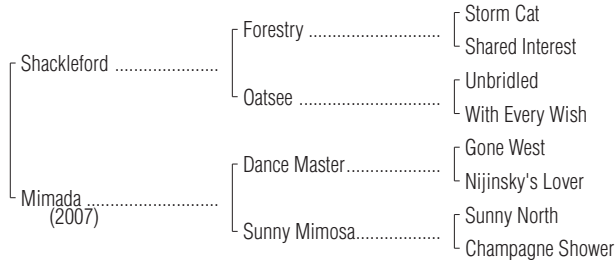 Storm Cat
Forestry ..................................
Shared Interest
Shackleford ...........................
Unbridled
Oatsee ....................................
With Every Wish
Gone West
Dance Master........................
Nijinsky's Lover
Mimada ..................................
(2007)
Sunny North
Sunny Mimosa......................
Champagne Shower